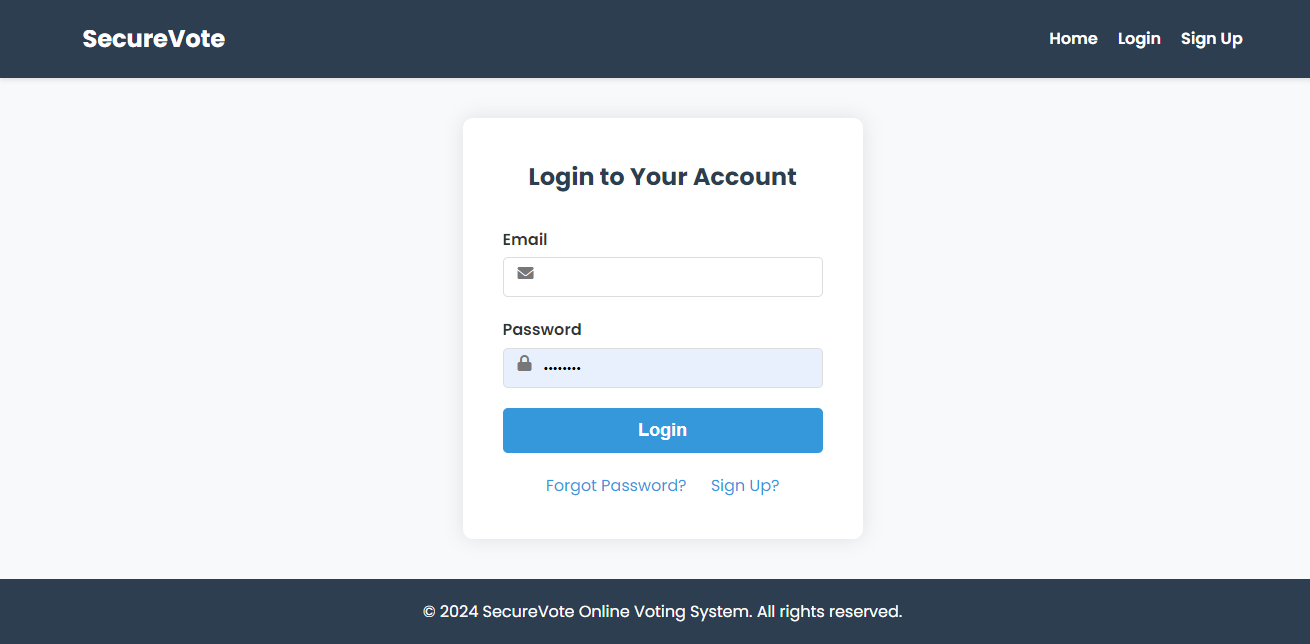 SecureVote
Home Login Sign Up
Login to Your Account
Email
Password
••••••••
Login
Forgot Password? Sign Up?
© 2024 SecureVote Online Voting System. All rights reserved.